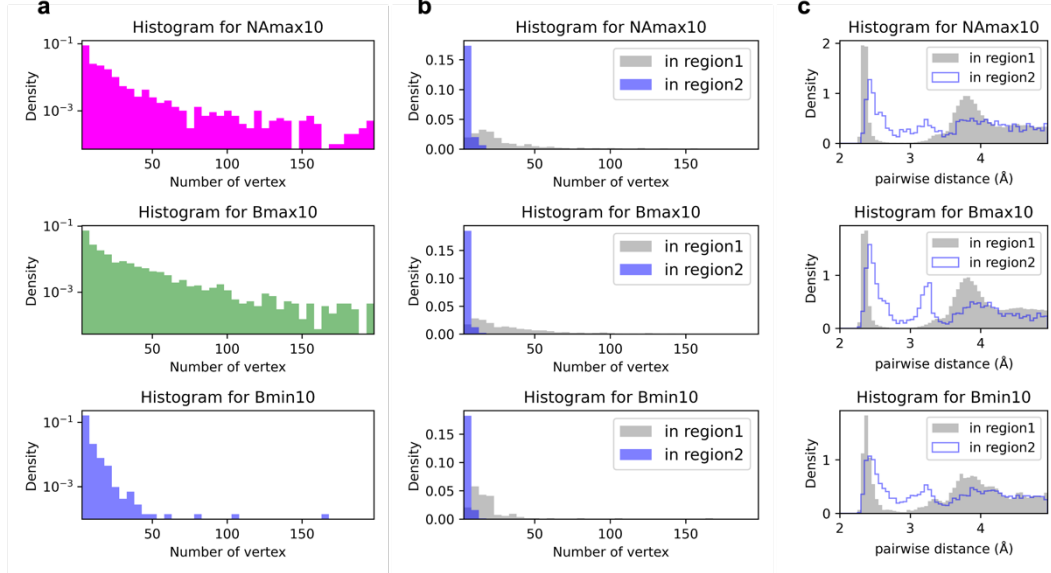 a
b
c
Histogram for NAmax10
Density
10⁻¹
10⁻³
50
100
150
Number of vertex
Histogram for NAmax10
Density
0.15
0.10
0.05
0.00
in region1
in region2
50
100
150
Number of vertex
Histogram for NAmax10
Density
2
1
0
in region1
in region2
2
3
4
pairwise distance (Å)
Histogram for Bmax10
Density
10⁻¹
10⁻³
50
100
150
Number of vertex
Histogram for Bmax10
Density
0.15
0.10
0.05
0.00
in region1
in region2
50
100
150
Number of vertex
Histogram for Bmax10
Density
1
0
in region1
in region2
2
3
4
pairwise distance (Å)
Histogram for Bmin10
Density
10⁻¹
10⁻³
50
100
150
Number of vertex
Histogram for Bmin10
Density
0.15
0.10
0.05
0.00
in region1
in region2
50
100
150
Number of vertex
Histogram for Bmin10
Density
1
0
in region1
in region2
2
3
4
pairwise distance (Å)